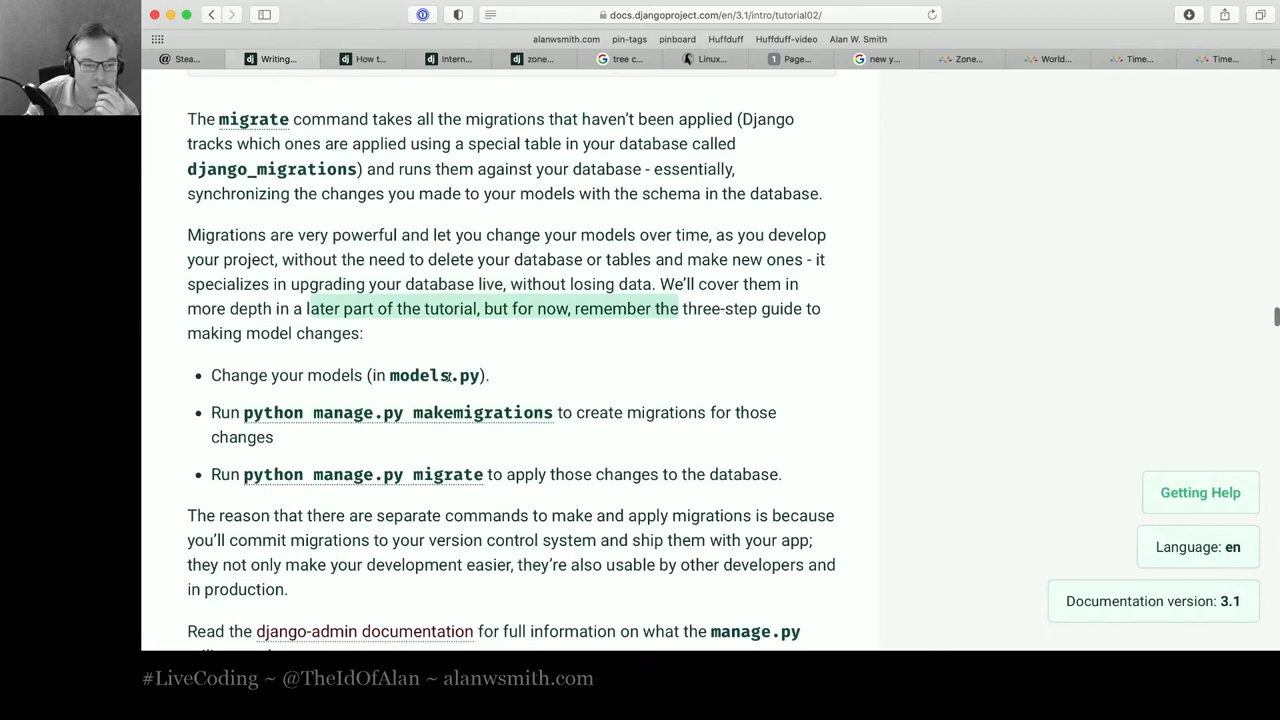 docs.djangoproject.com/en/3.1/intro/tutorial02/
alanwsmith.com pin-tags pinboard Huffduff Huffduff-video Alan W. Smith
Stea... Writing... How t... Intern... zone... tree c... Linux... Page... new y... Zone... World... Time... Time...
The migrate command takes all the migrations that haven't been applied (Django
tracks which ones are applied using a special table in your database called
django_migrations) and runs them against your database - essentially,
synchronizing the changes you made to your models with the schema in the database.
Migrations are very powerful and let you change your models over time, as you develop
your project, without the need to delete your database or tables and make new ones - it
specializes in upgrading your database live, without losing data. We'll cover them in
more depth in a later part of the tutorial, but for now, remember the three-step guide to
making model changes:
• Change your models (in models.py).
• Run python manage.py makemigrations to create migrations for those
changes
• Run python manage.py migrate to apply those changes to the database.
The reason that there are separate commands to make and apply migrations is because
you'll commit migrations to your version control system and ship them with your app;
they not only make your development easier, they're also usable by other developers and
in production.
Read the django-admin documentation for full information on what the manage.py
Getting Help
Language: en
Documentation version: 3.1
#LiveCoding ~ @TheIdOfAlan ~ alanwsmith.com